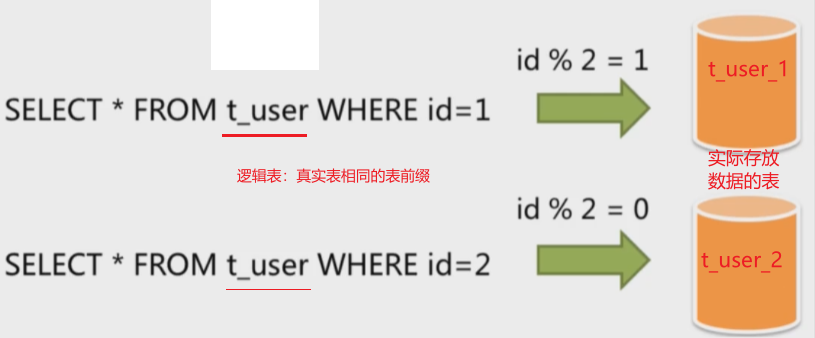 id % 2 = 1
t_user_1
SELECT * FROM t_user WHERE id=1
实际存放
数据的表
逻辑表：真实表相同的表前缀
id % 2 = 0
SELECT * FROM t_user WHERE id=2
t_user_2